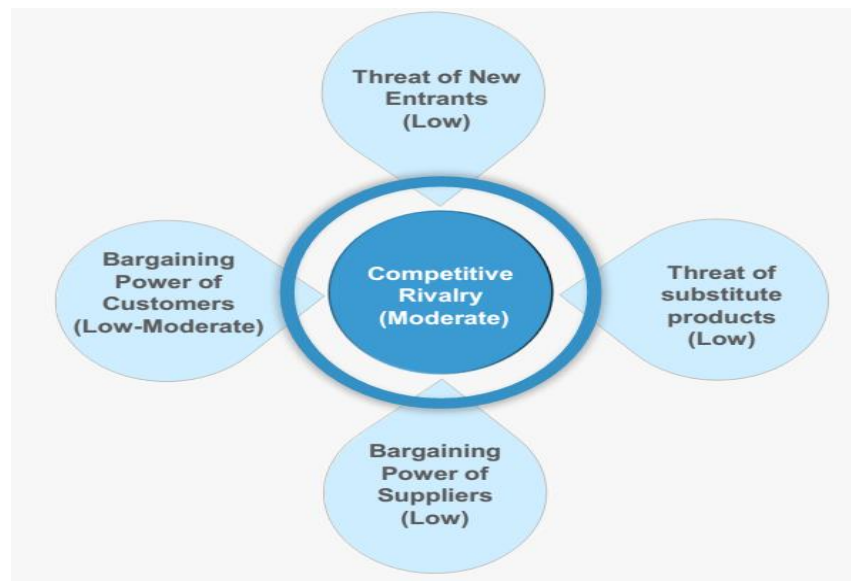 Threat of New
Entrants
(Low)
Bargaining
Power of
Customers
(Low-Moderate)
Competitive
Rivalry
(Moderate)
Threat of
substitute
products
(Low)
Bargaining
Power of
Suppliers
(Low)